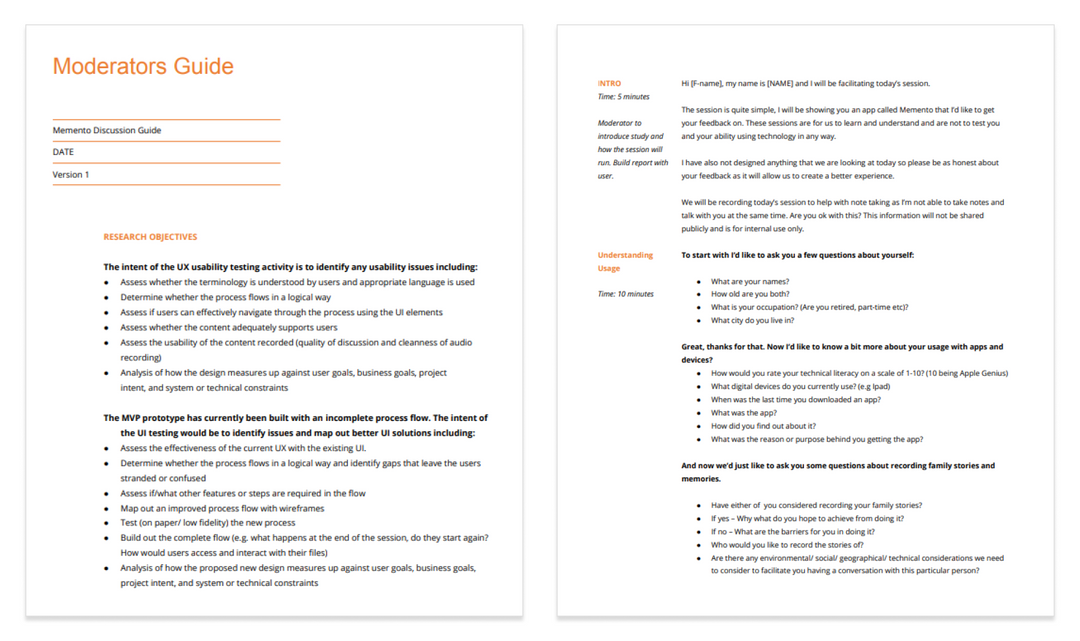 Moderators Guide
Memento Discussion Guide
DATE
Version 1
RESEARCH OBJECTIVES
The intent of the UX usability testing activity is to identify any usability issues including:
● Assess whether the terminology is understood by users and appropriate language is used
● Determine whether the process flows in a logical way
● Assess if users can effectively navigate through the process using the UI elements
● Assess whether the content adequately supports users
● Assess the usability of the content recorded (quality of discussion and cleanness of audio
recording)
● Analysis of how the design measures up against user goals, business goals, project
intent, and system or technical constraints
The MVP prototype has currently been built with an incomplete process flow. The intent of
the UI testing would be to identify issues and map out better UI solutions including:
● Assess the effectiveness of the current UX with the existing UI.
● Determine whether the process flows in a logical way and identify gaps that leave the users
stranded or confused
● Assess if/what other features or steps are required in the flow
● Map out an improved process flow with wireframes
● Test (on paper/ low fidelity) the new process
● Build out the complete flow (e.g. what happens at the end of the session, do they start again?
How would users access and interact with their files)
● Analysis of how the proposed new design measures up against user goals, business goals,
project intent, and system or technical constraints
INTRO
Time: 5 minutes
Moderator to
introduce study and
how the session will
run. Build report with
user.
Hi [F-name], my name is [NAME] and I will be facilitating today's session.
The session is quite simple, I will be showing you an app called Memento that I'd like to get
your feedback on. These sessions are for us to learn and understand and are not to test you
and your ability using technology in any way.
I have also not designed anything that we are looking at today so please be as honest about
your feedback as it will allow us to create a better experience.
We will be recording today's session to help with note taking as I'm not able to take notes and
talk with you at the same time. Are you ok with this? This information will not be shared
publicly and is for internal use only.
Understanding
Usage
Time: 10 minutes
To start with I'd like to ask you a few questions about yourself:
● What are your names?
● How old are you both?
● What is your occupation? (Are you retired, part-time etc)?
● What city do you live in?
Great, thanks for that. Now I'd like to know a bit more about your usage with apps and
devices?
● How would you rate your technical literacy on a scale of 1-10? (10 being Apple Genius)
● What digital devices do you currently use? (e.g Ipad)
● When was the last time you downloaded an app?
● What was the app?
● How did you find out about it?
● What was the reason or purpose behind you getting the app?
And now we'd just like to ask you some questions about recording family stories and
memories.
● Have either of you considered recording your family stories?
● If yes – Why what do you hope to achieve from doing it?
● If no – What are the barriers for you in doing it?
● Who would you like to record the stories of?
● Are there any environmental/ social/ geographical/ technical considerations we need
to consider to facilitate you having a conversation with this particular person?